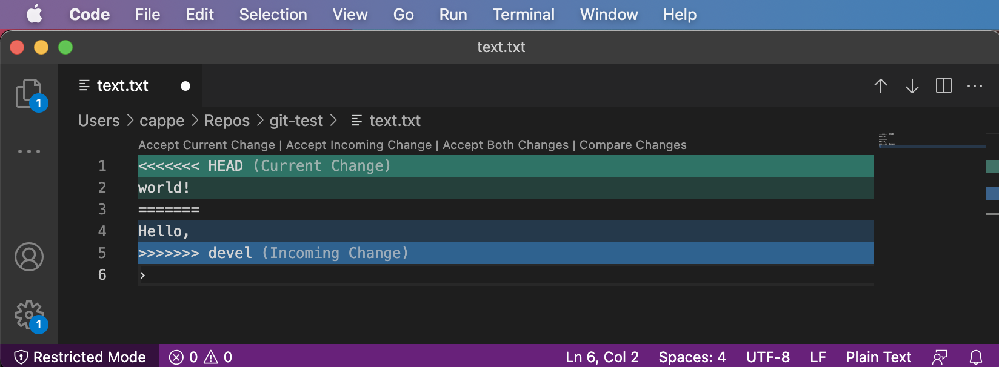 Code File Edit Selection View Go Run Terminal Window Help
text.txt
text.txt
1
Users > cappe > Repos > git-test > text.txt
Accept Current Change | Accept Incoming Change | Accept Both Changes | Compare Changes
1 <<<<<<< HEAD (Current Change)
2 world!
3 =======
4 Hello,
5 >>>>>>> devel (Incoming Change)
6 ›
1
Restricted Mode 0 0 Ln 6, Col 2 Spaces: 4 UTF-8 LF Plain Text